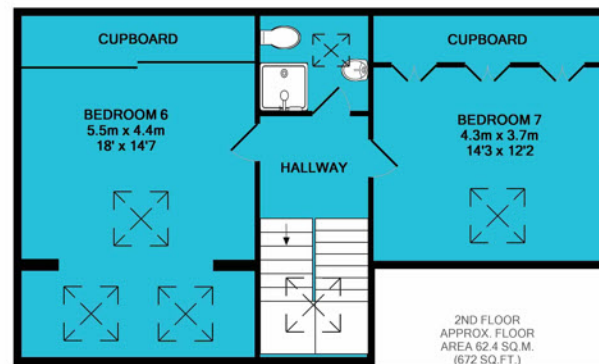 CUPBOARD
BEDROOM 6
5.5m x 4.4m
18' x 14'7
HALLWAY
CUPBOARD
BEDROOM 7
4.3m x 3.7m
14'3 x 12'2
2ND FLOOR
APPROX. FLOOR
AREA 62.4 SQ.M.
(672 SQ.FT.)